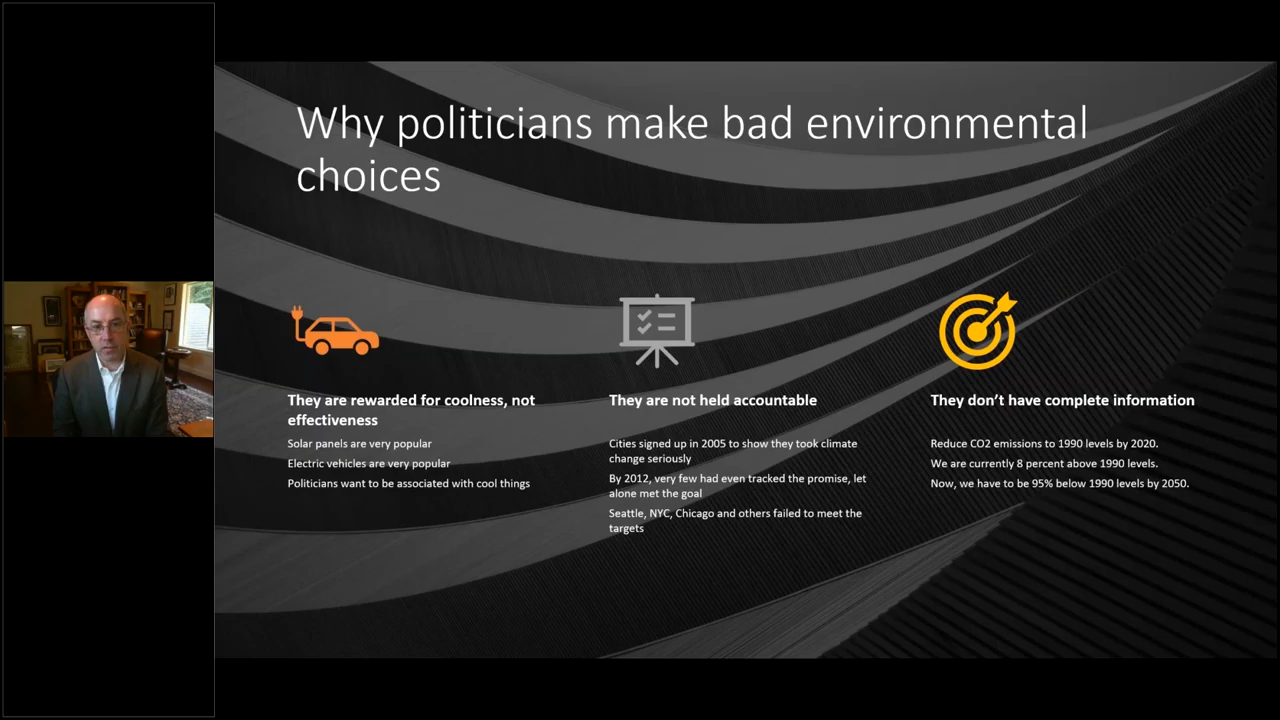 Why politicians make bad environmental
choices
They are rewarded for coolness, not
effectiveness
Solar panels are very popular
Electric vehicles are very popular
Politicians want to be associated with cool things
They are not held accountable
Cities signed up in 2005 to show they took climate
change seriously
By 2012, very few had even tracked the promise, let
alone met the goal
Seattle, NYC, Chicago and others failed to meet the
targets
They don’t have complete information
Reduce CO2 emissions to 1990 levels by 2020.
We are currently 8 percent above 1990 levels.
Now, we have to be 95% below 1990 levels by 2050.